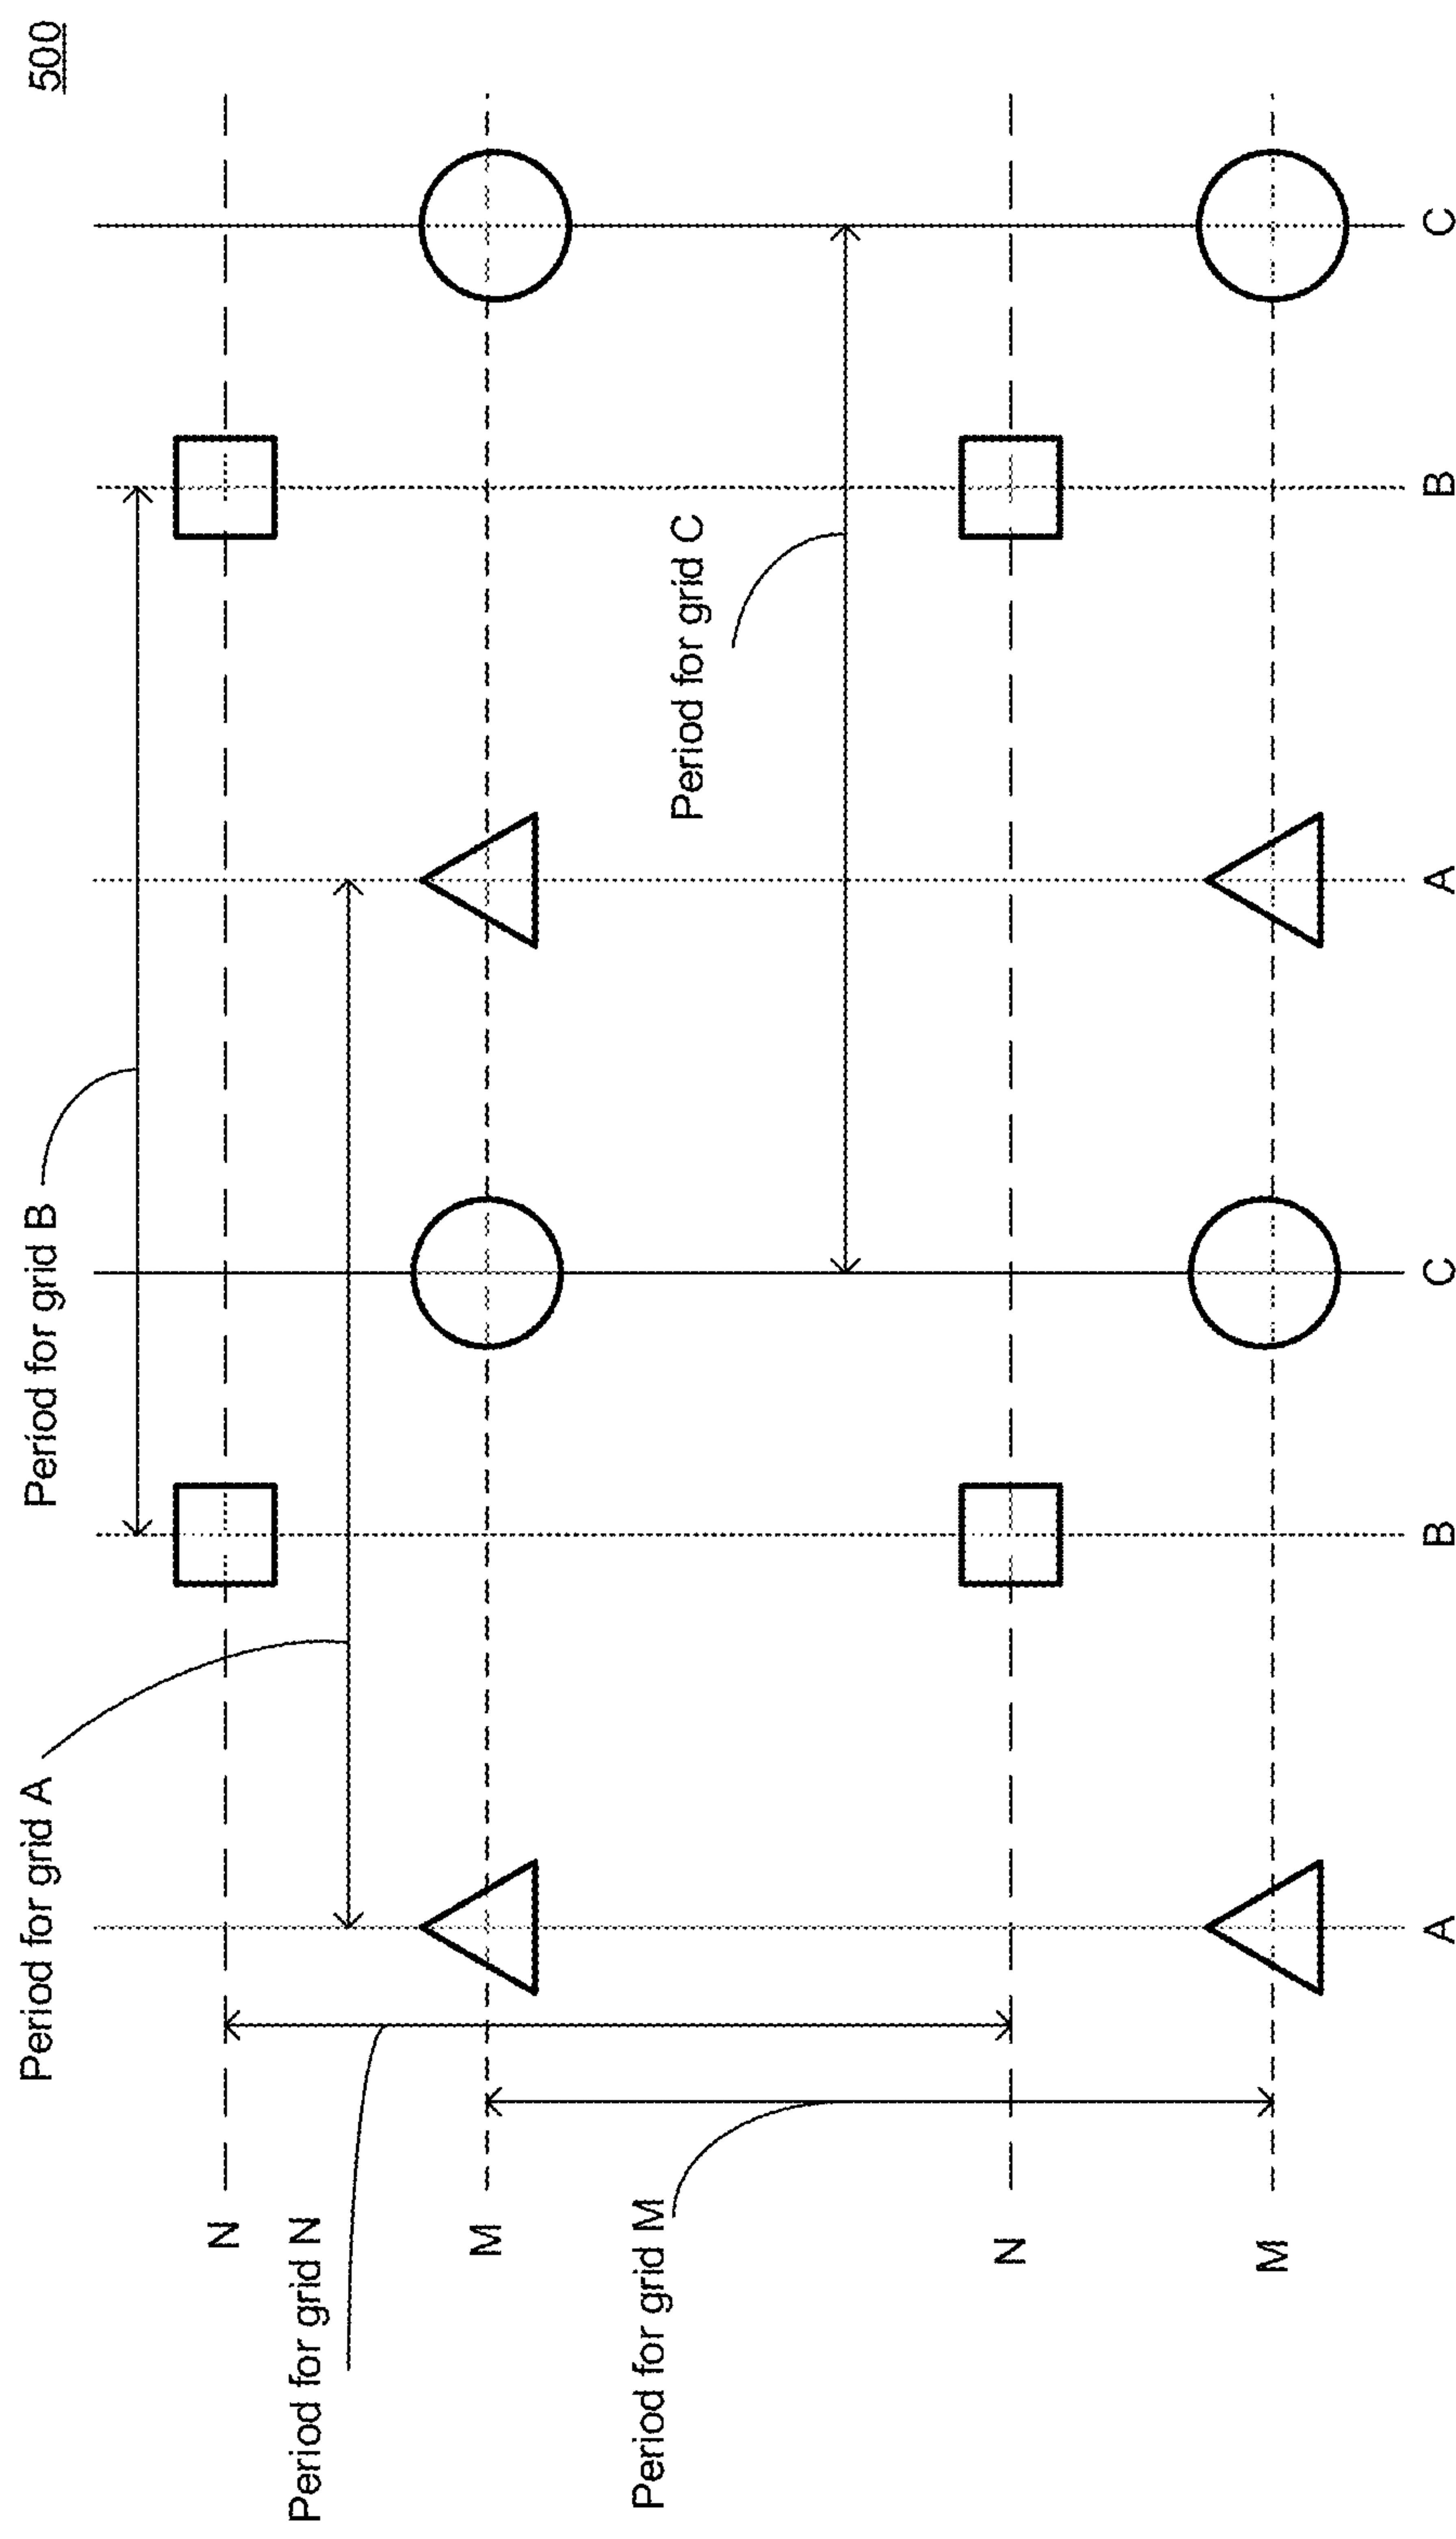 500
Period for grid B
Period for grid A
N
Period for grid N
M
Period for grid C
Period for grid M
N
M
A
B
C
A
B
C